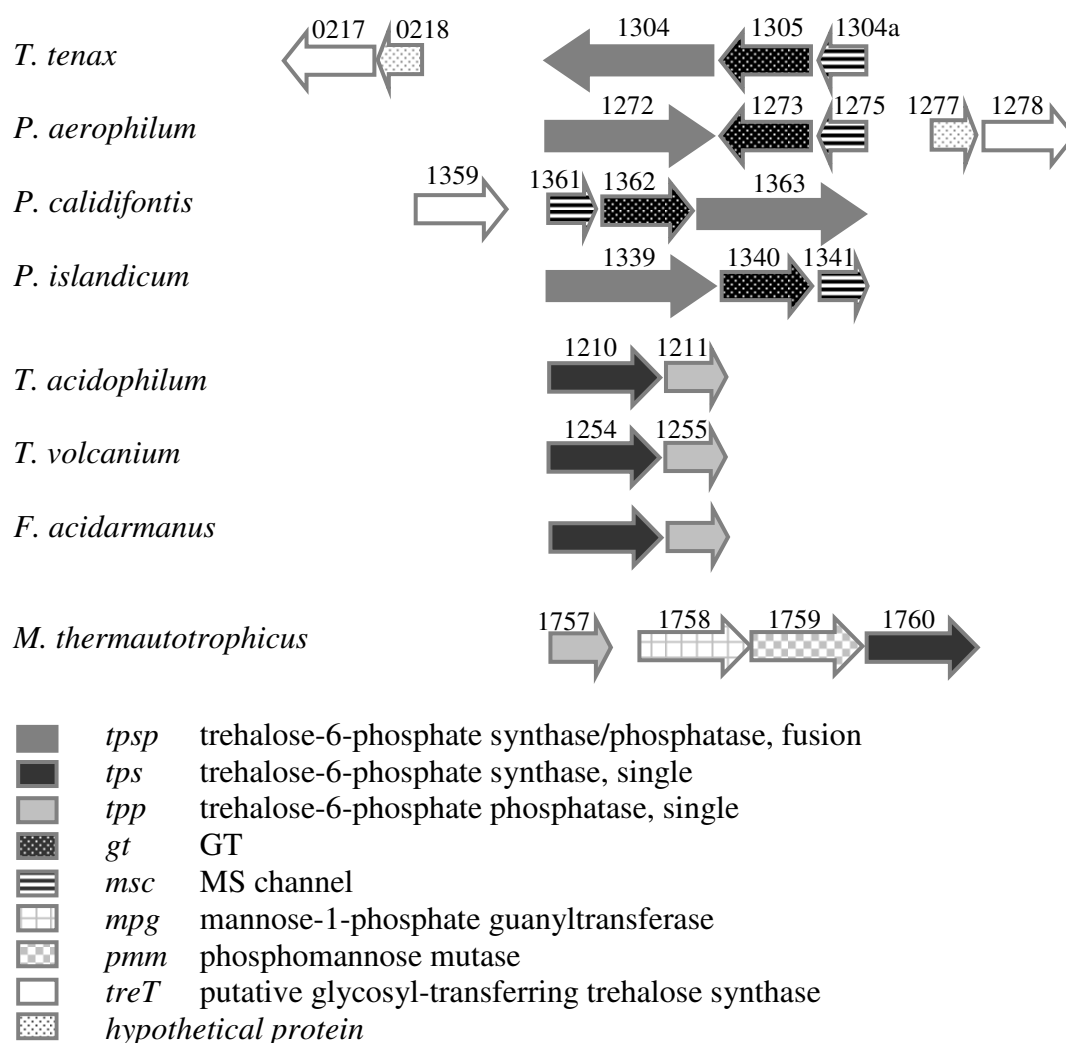 0217 0218 1304 1305 1304a
T. tenax
1272 1273 1275 1277 1278
P. aerophilum
1359 1361 1362 1363
P. calidifontis
1339 1340 1341
P. islandicum
1210 1211
T. acidophilum
1254 1255
T. volcanium
F. acidarmanus
1757 1758 1759 1760
M. thermautotrophicus
tpsp trehalose-6-phosphate synthase/phosphatase, fusion
tps trehalose-6-phosphate synthase, single
tpp trehalose-6-phosphate phosphatase, single
gt GT
msc MS channel
mpg mannose-1-phosphate guanyltransferase
pmm phosphomannose mutase
treT putative glycosyl-transferring trehalose synthase
hypothetical protein